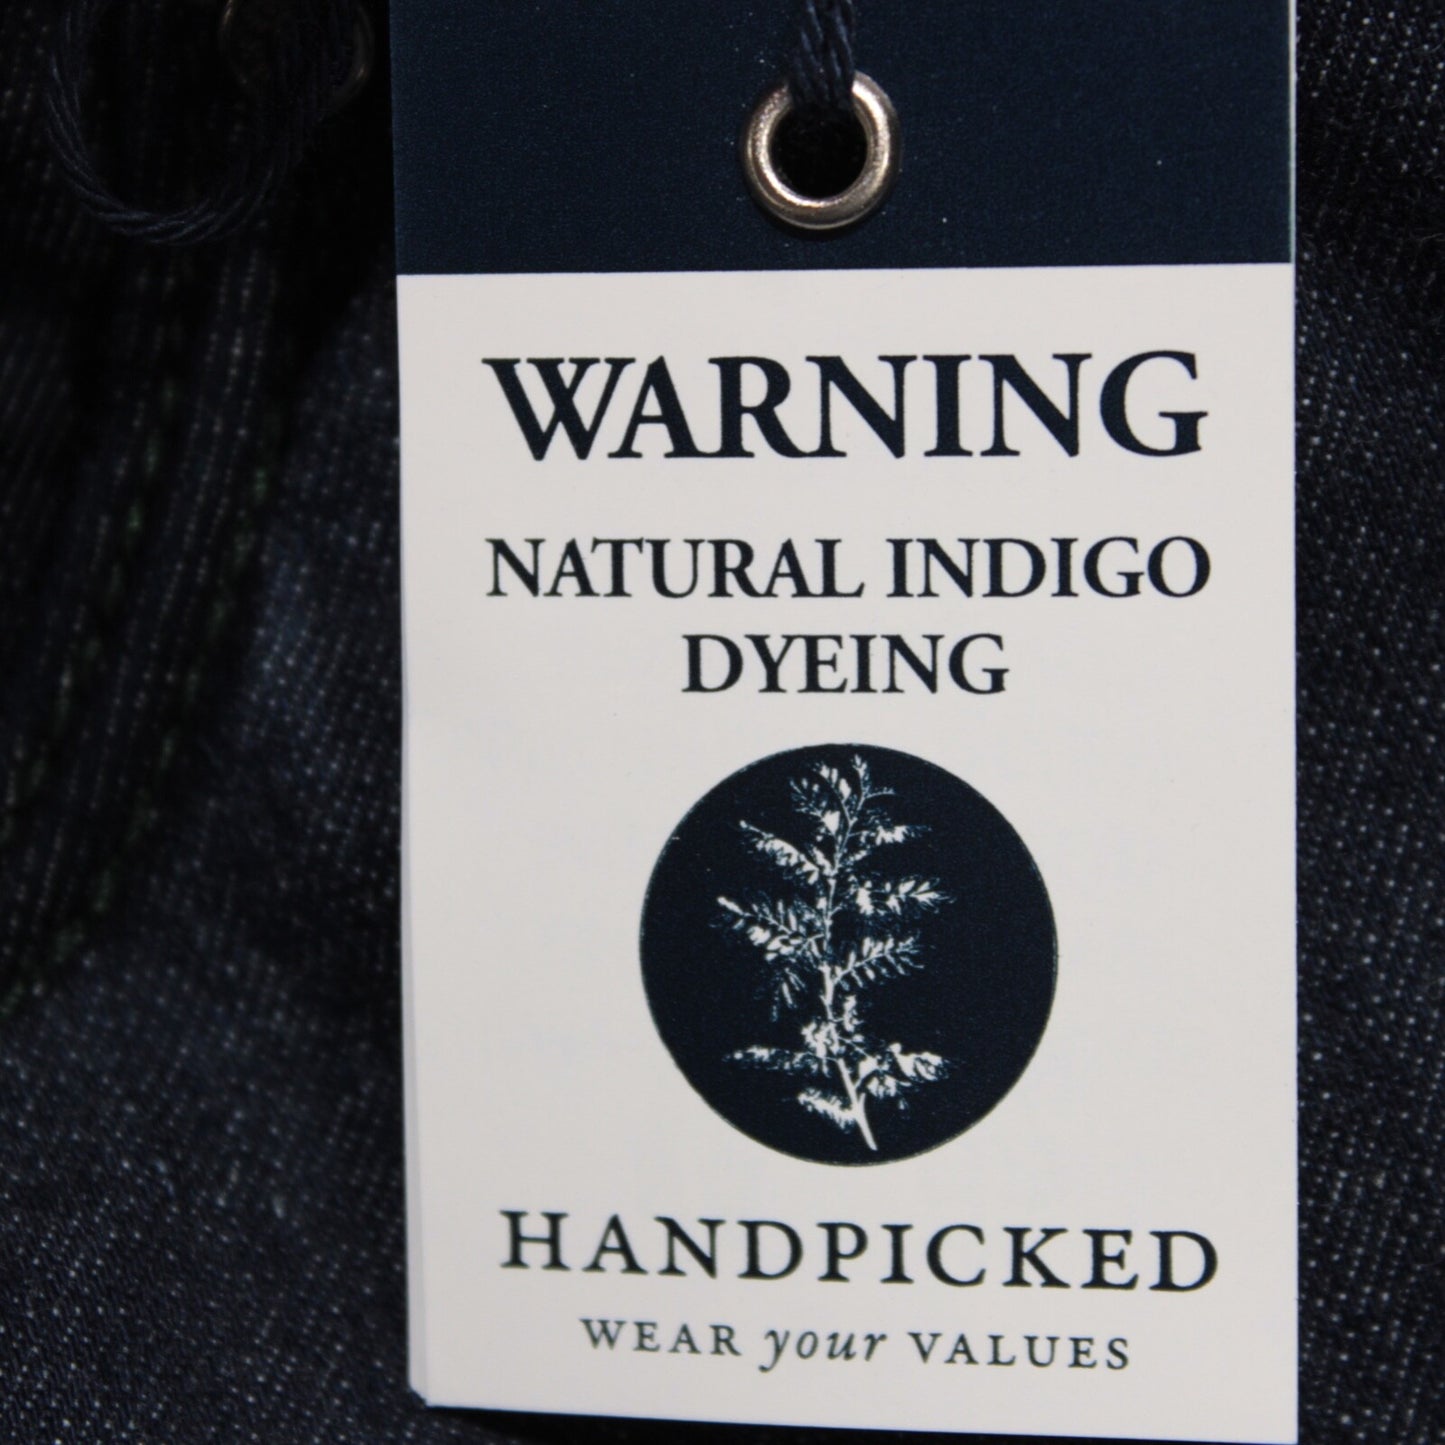 WARNING
NATURAL INDIGO
DYEING
HANDPICKED
WEAR your VALUES